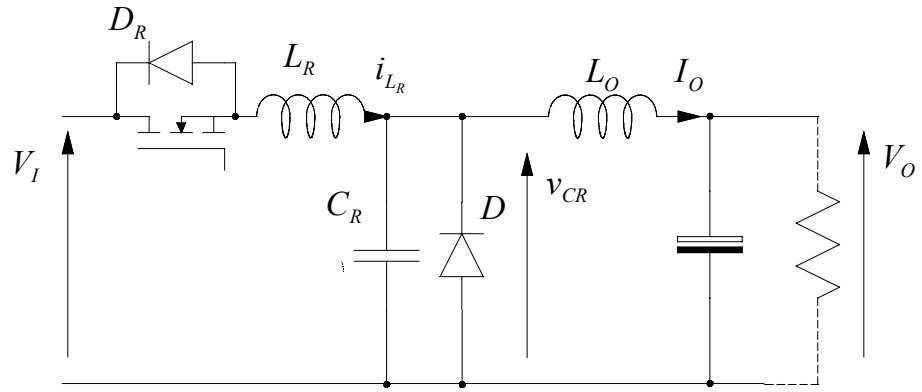 D_R
L_R
i_{L_R}
L_O
I_O
V_I
C_R
D
v_{CR}
V_O